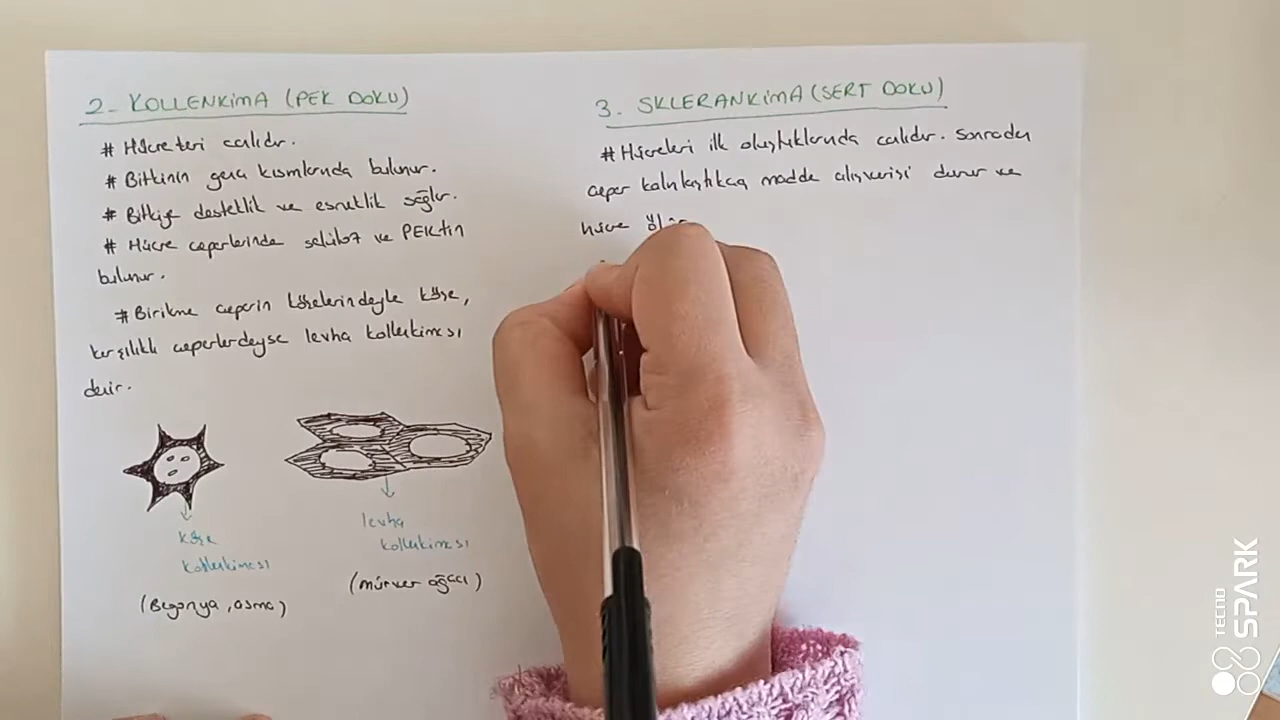 2- KOLLENKİMA (PEK DOKU)
# Hücreleri canlıdır.
# Bitkinin genç kısımlarında bulunur.
# Bitkiye desteklik ve esneklik sağlar.
# Hücre çeperlerinde selüloz ve PEKtin
bulunur.
# Birikme çeperin köşelerindeyse köşe,
karşılıklı çeperlerdeyse levha kollenkiması
denir.
köşe
kollenkiması
(Begonya, asma)
levha
kollenkiması
(mürver ağacı)
3. SKLERANKİMA (SERT DOKU)
# Hücreleri ilk oluştuklarında canlıdır. Sonradan
çeper kalınlaştıkça madde alışverişi durur ve
hücre
TECNO
SPARK